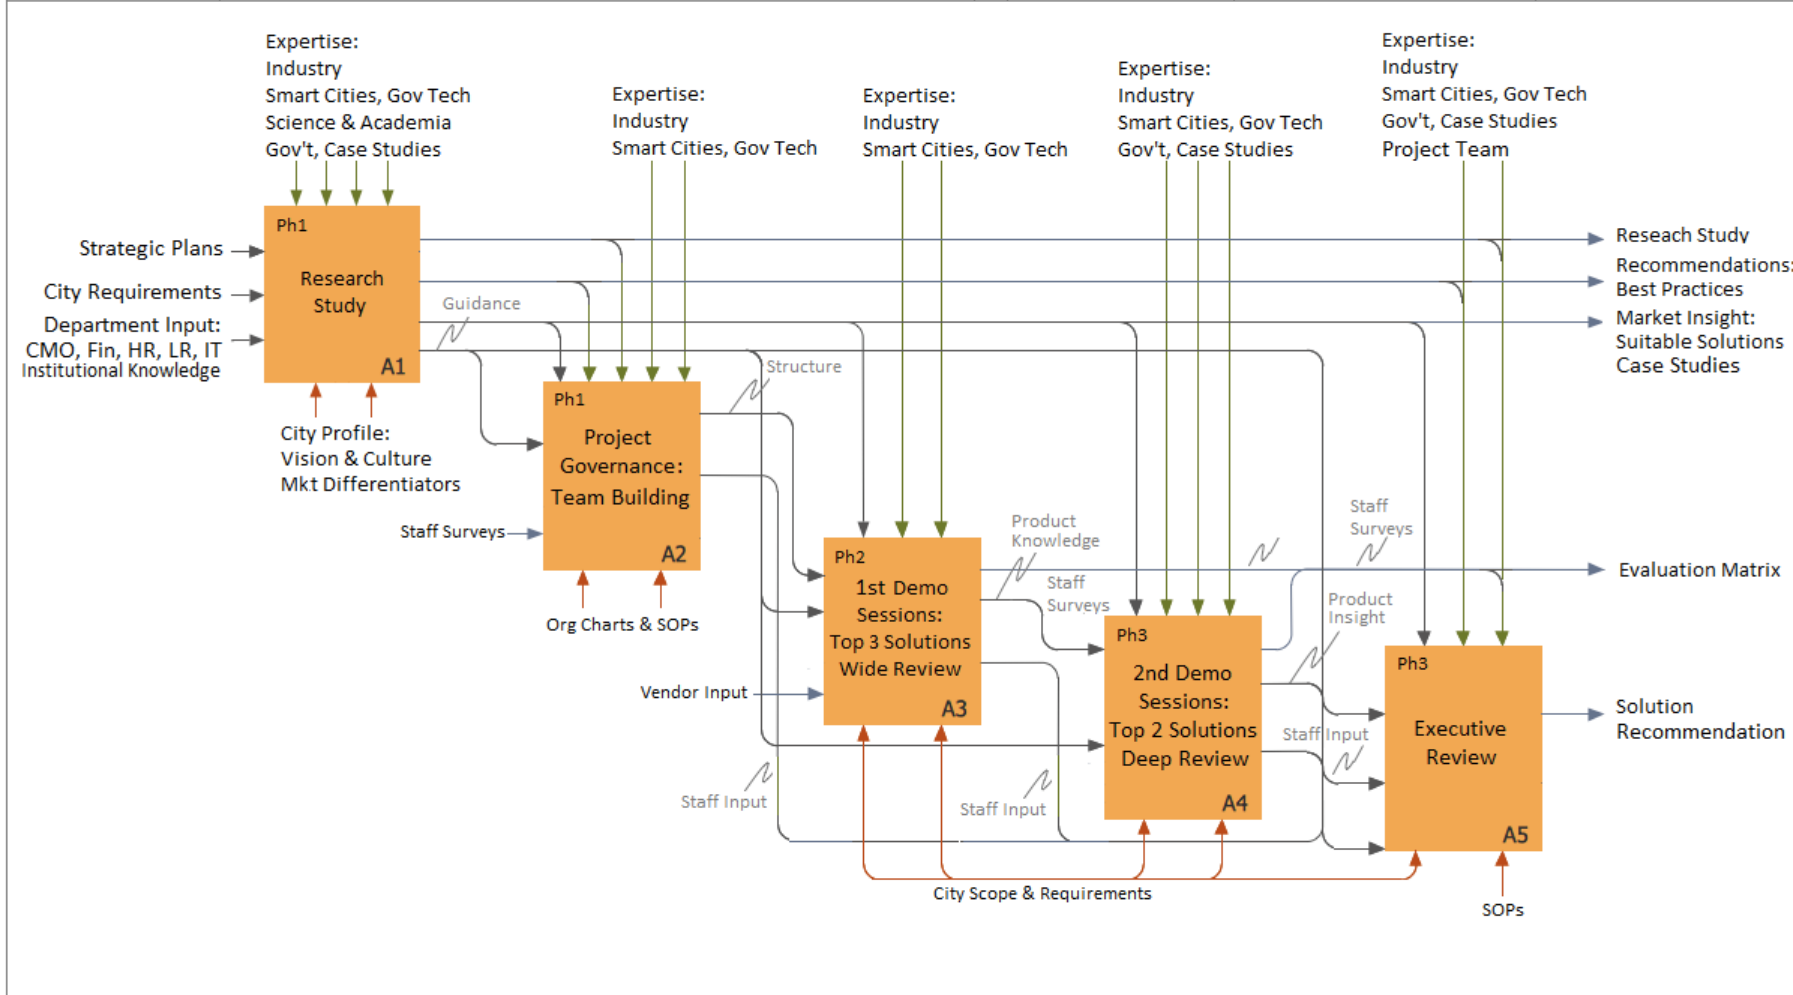 Expertise:
Industry
Smart Cities, Gov Tech
Science & Academia
Gov't, Case Studies
Expertise:
Industry
Smart Cities, Gov Tech
Expertise:
Industry
Smart Cities, Gov Tech
Expertise:
Industry
Smart Cities, Gov Tech
Gov't, Case Studies
Expertise:
Industry
Smart Cities, Gov Tech
Gov't, Case Studies
Project Team
Strategic Plans
City Requirements
Department Input:
CMO, Fin, HR, LR, IT
Institutional Knowledge
Ph1
Research
Study
A1
Guidance
City Profile:
Vision & Culture
Mkt Differentiators
Reseach Study
Recommendations:
Best Practices
Market Insight:
Suitable Solutions
Case Studies
Structure
Ph1
Project
Governance:
Team Building
A2
Staff Surveys
Org Charts & SOPs
Ph2
1st Demo
Sessions:
Top 3 Solutions
Wide Review
A3
Vendor Input
Staff Input
Product
Knowledge
Staff
Surveys
Staff Input
Ph3
2nd Demo
Sessions:
Top 2 Solutions
Deep Review
A4
Staff
Surveys
Product
Insight
Staff Input
Evaluation Matrix
Ph3
Executive
Review
A5
Solution
Recommendation
City Scope & Requirements
SOPs